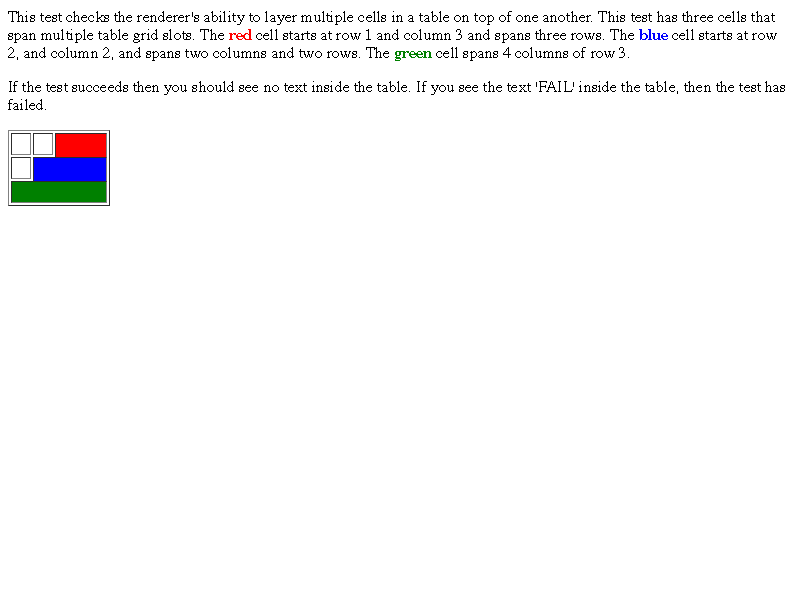 This test checks the renderer's ability to layer multiple cells in a table on top of one another. This test has three cells that
span multiple table grid slots. The red cell starts at row 1 and column 3 and spans three rows. The blue cell starts at row
2, and column 2, and spans two columns and two rows. The green cell spans 4 columns of row 3.
If the test succeeds then you should see no text inside the table. If you see the text 'FAIL' inside the table, then the test has
failed.